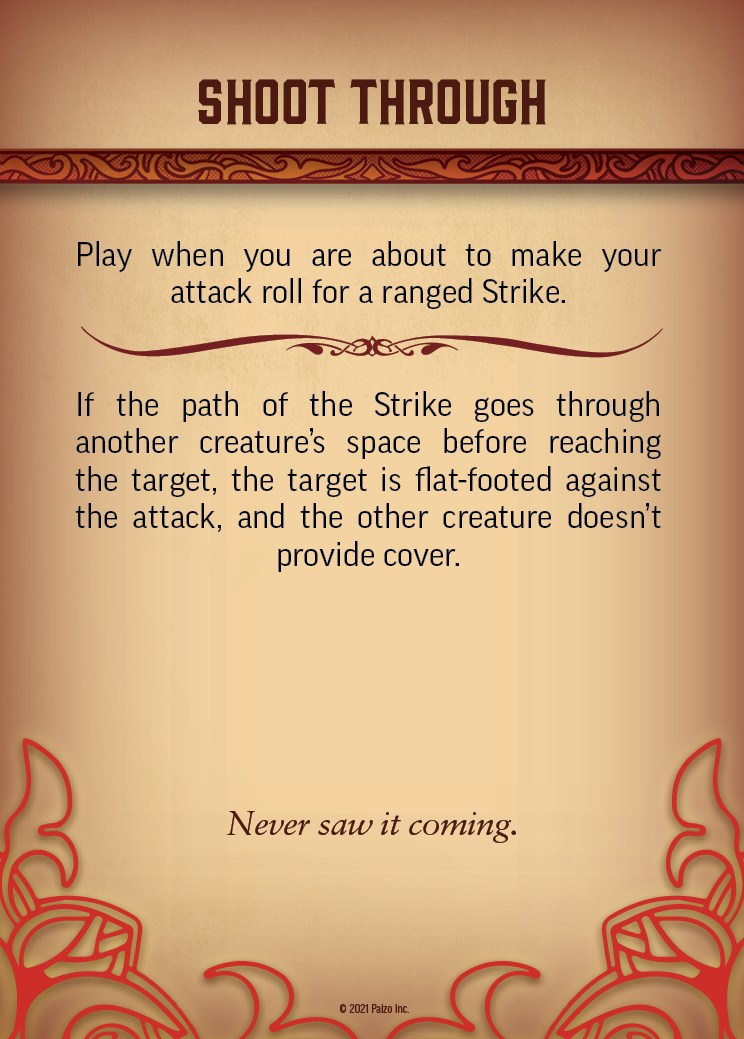 SHOOT THROUGH
Play when you are about to make your
attack roll for a ranged Strike.
If the path of the Strike goes through
another creature’s space before reaching
the target, the target is flat-footed against
the attack, and the other creature doesn’t
provide cover.
Never saw it coming.
© 2021 Paizo Inc.